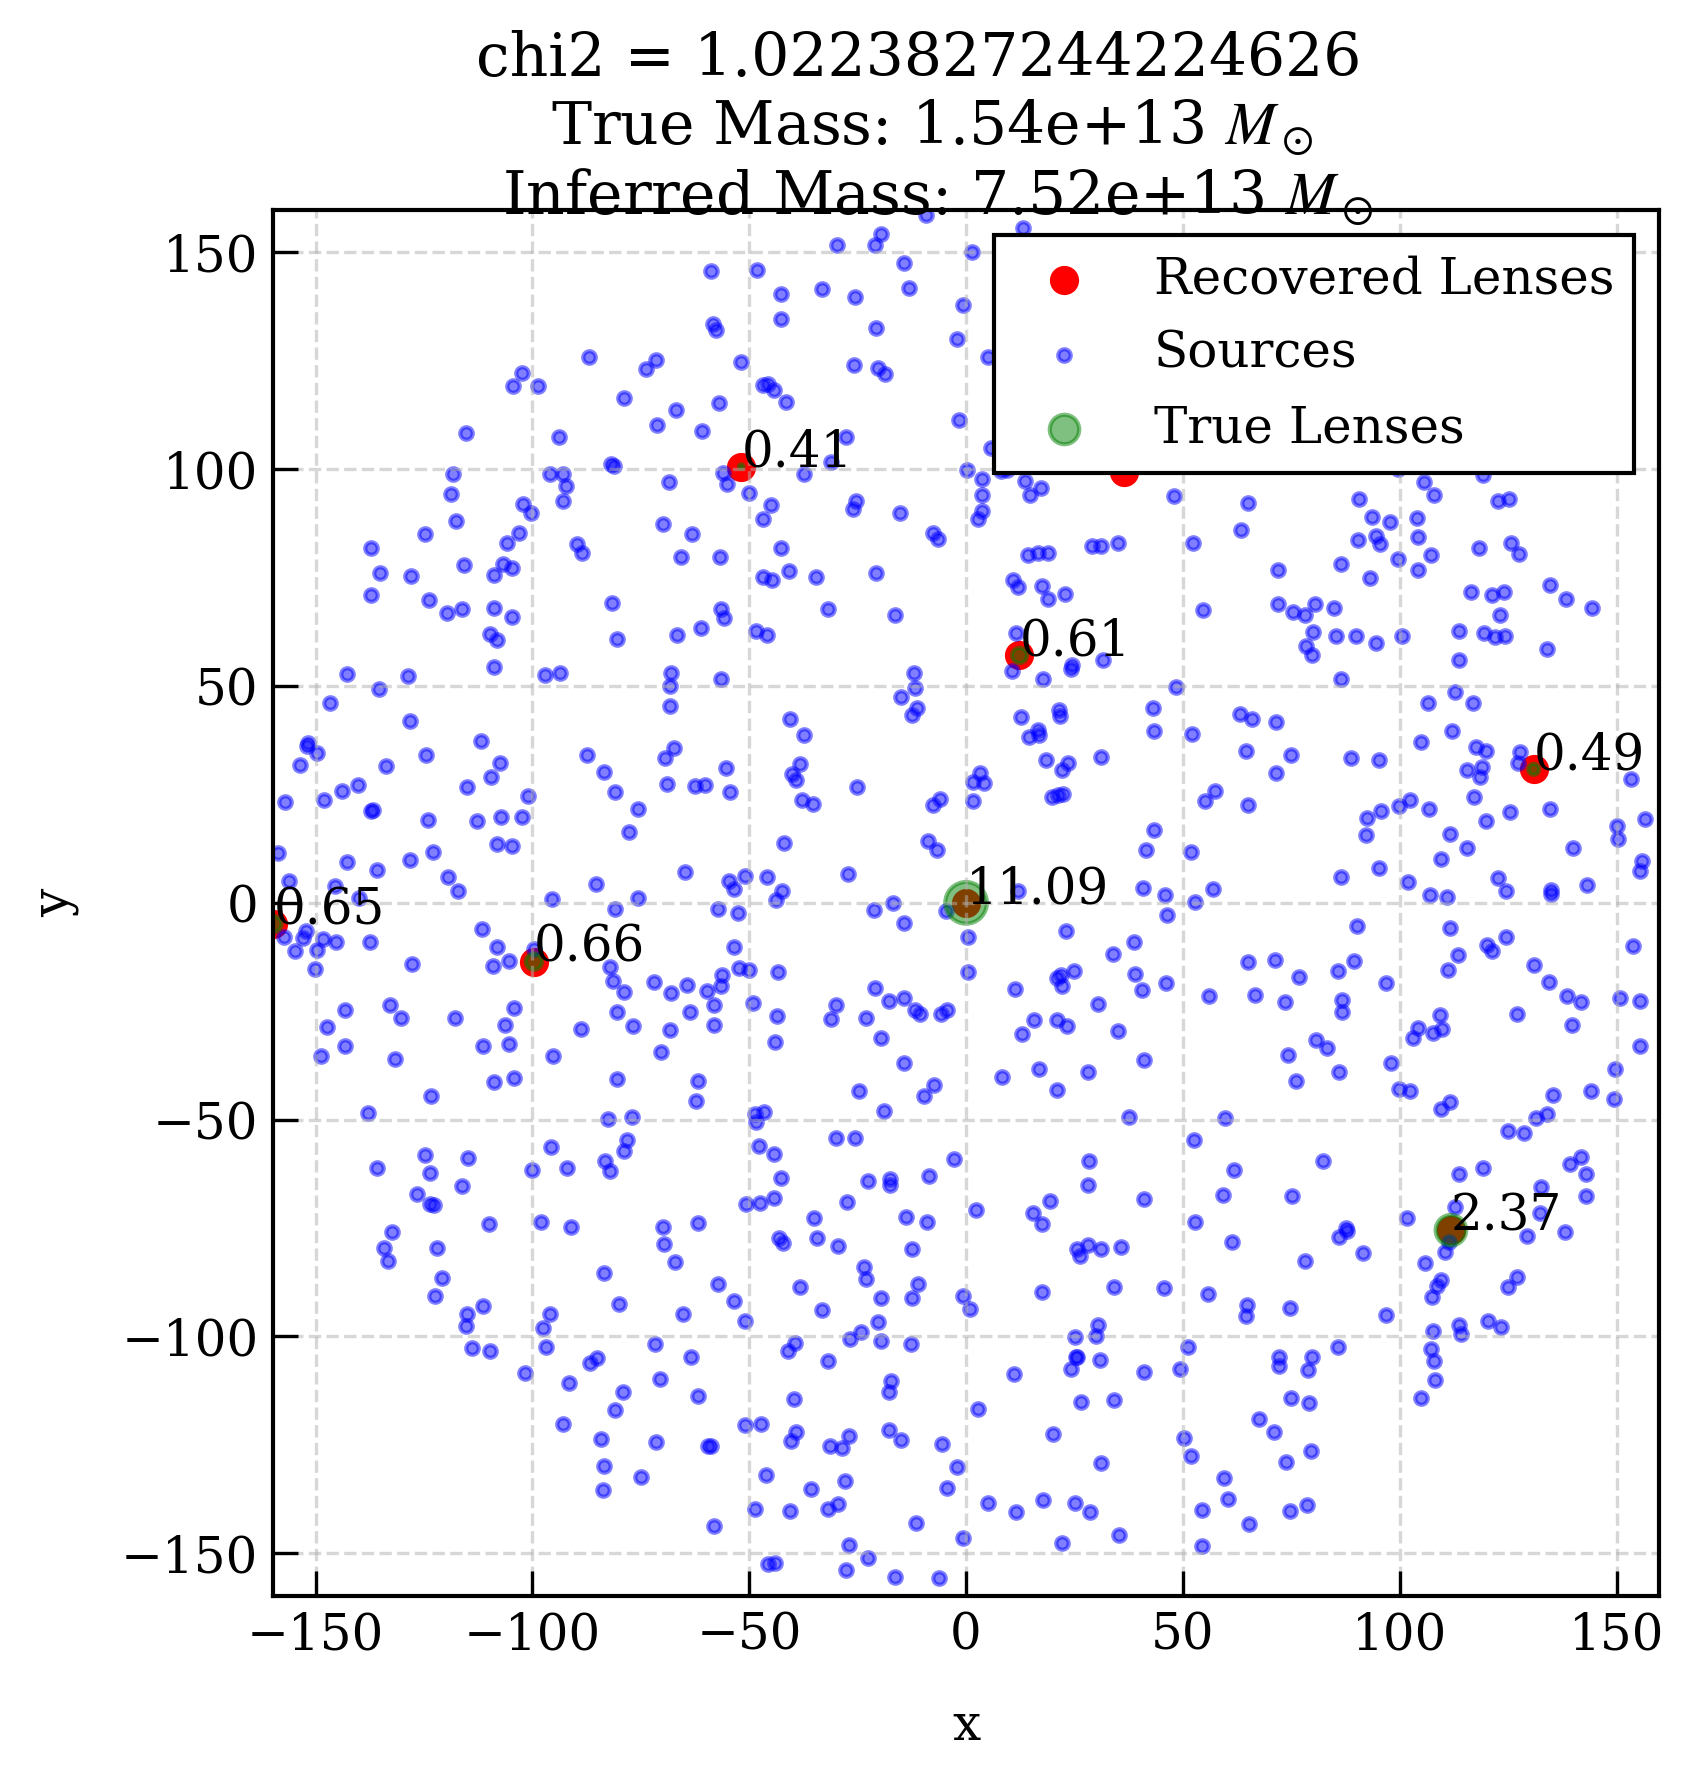 chi2 = 1.0223827244224626
True Mass: 1.54e+13 M⊙
Inferred Mass: 7.52e+13 M⊙
Recovered Lenses
Sources
True Lenses
150
100
50
0
−50
−100
−150
0.41
0.61
0.49
11.09
0.65
0.66
2.37
y
−150
−100
−50
0
50
100
150
x